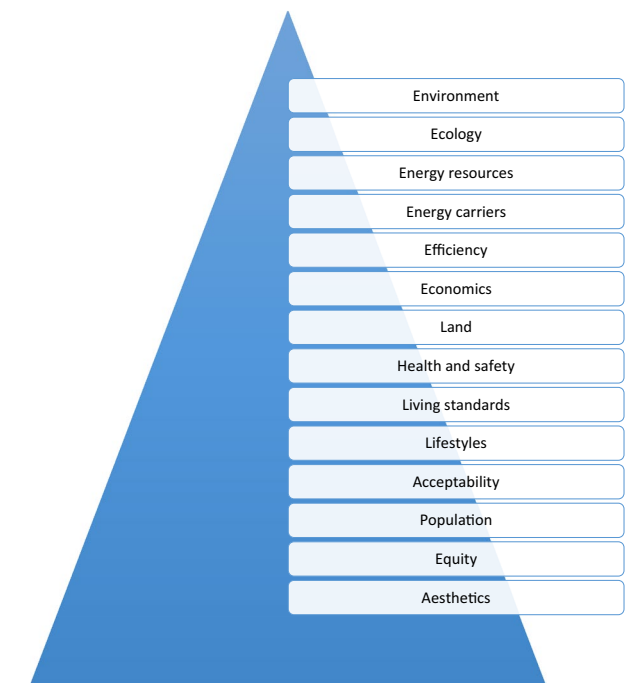 Environment
Ecology
Energy resources
Energy carriers
Efficiency
Economics
Land
Health and safety
Living standards
Lifestyles
Acceptability
Population
Equity
Aesthetics